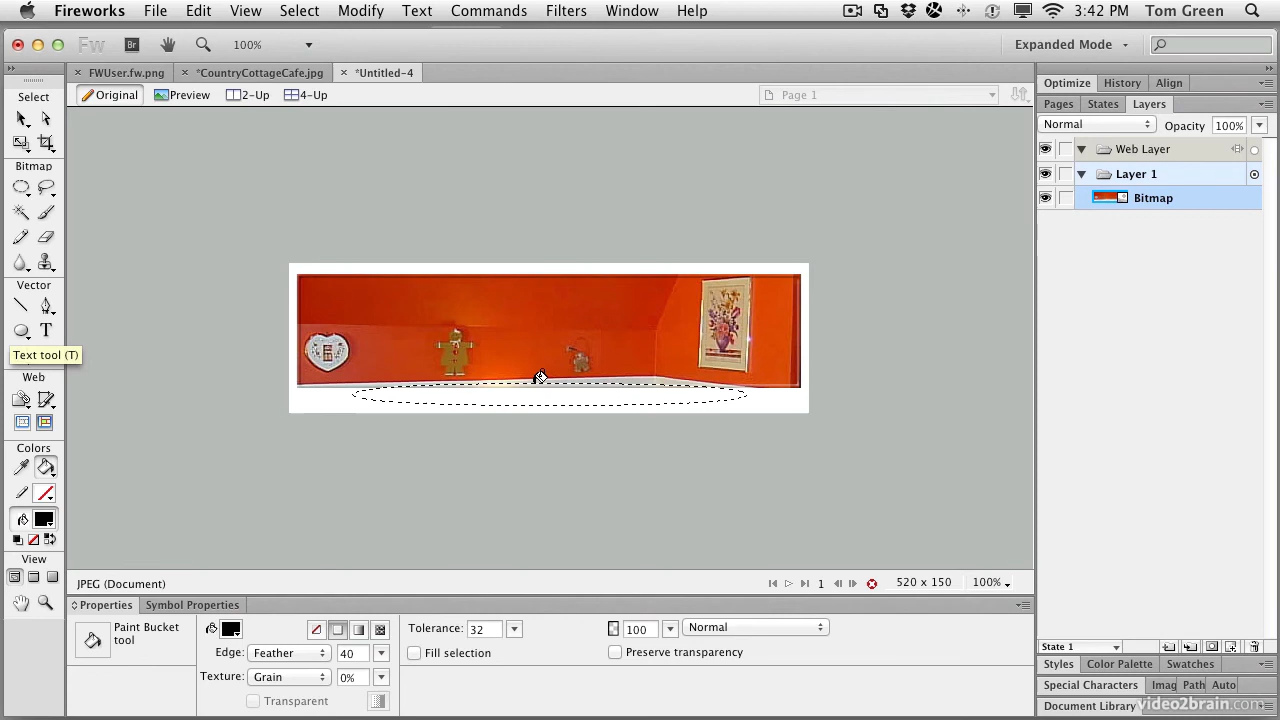 Fireworks File Edit View Select Modify Text Commands Filters Window Help 3:42 PM Tom Green
Fw Br 100% Expanded Mode
FWUser.fw.png *CountryCottageCafe.jpg *Untitled-4
Original Preview 2-Up 4-Up Page 1
Optimize History Align
Pages States Layers
Normal Opacity 100%
Web Layer
Layer 1
Bitmap
Select
Bitmap
Vector
T
Text tool (T)
Web
Colors
View
JPEG (Document) 1 520 x 150 100%
Properties Symbol Properties
Paint Bucket
tool
Edge: Feather 40
Texture: Grain 0%
Transparent
Tolerance: 32
Fill selection
100 Normal
Preserve transparency
State 1
Styles Color Palette Swatches
Special Characters Imag Path Auto
Document Library
video2brain.com